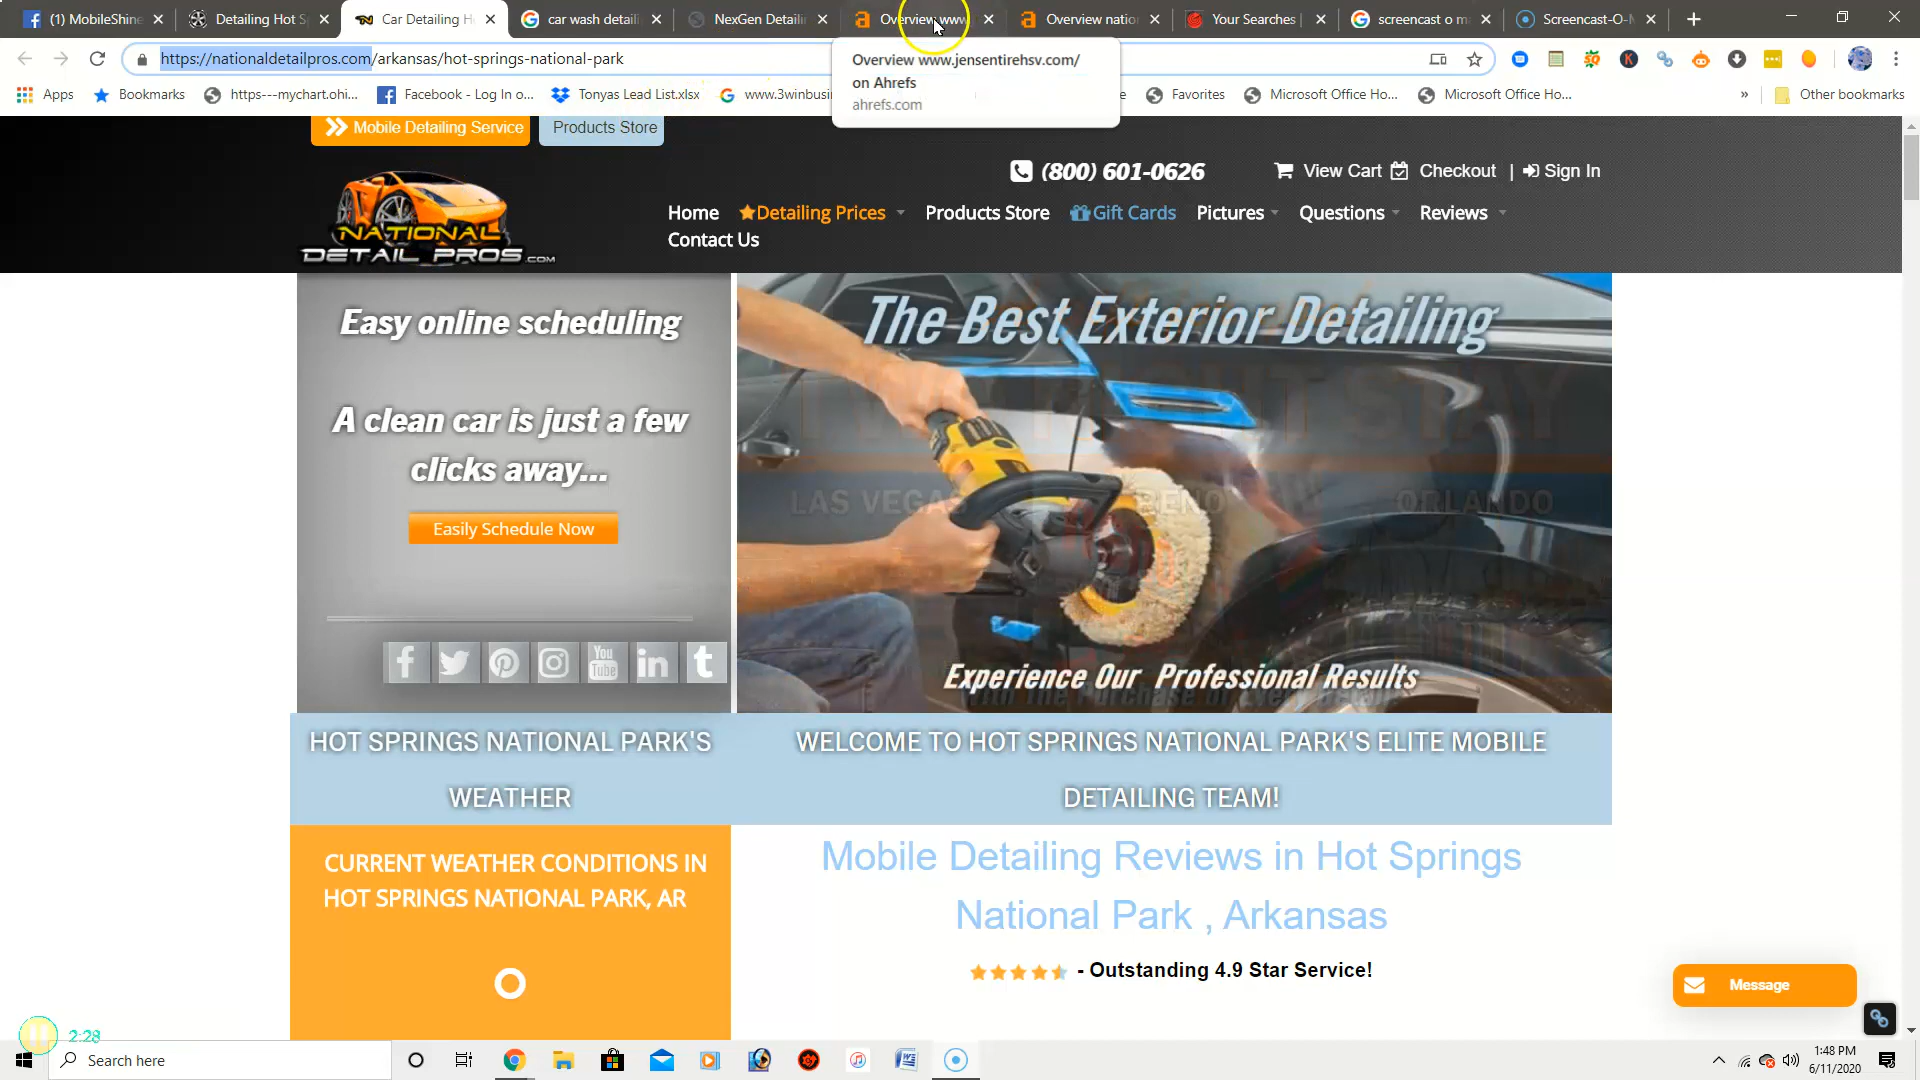 (1) MobileShine
Detailing Hot S
Car Detailing H
car wash detail
NexGen Detailin
Overview www
Overview natio
Your Searches |
screencast o ma
Screencast-O-M
https://nationaldetailpros.com/arkansas/hot-springs-national-park
Overview www.jensentirehsv.com/
on Ahrefs
ahrefs.com
Apps
Bookmarks
https---mychart.ohi...
Facebook - Log In o...
Tonyas Lead List.xlsx
www.3winbusi
Favorites
Microsoft Office Ho...
Microsoft Office Ho...
»
Other bookmarks
Mobile Detailing Service
Products Store
(800) 601-0626
View Cart
Checkout
|
Sign In
NATIONAL
DETAIL PROS.COM
Home
Detailing Prices
Products Store
Gift Cards
Pictures
Questions
Reviews
Contact Us
Easy online scheduling
A clean car is just a few
clicks away...
Easily Schedule Now
The Best Exterior Detailing
LAS VEGAS
RENO
ORLANDO
Experience Our Professional Results
HOT SPRINGS NATIONAL PARK'S
WEATHER
WELCOME TO HOT SPRINGS NATIONAL PARK'S ELITE MOBILE
DETAILING TEAM!
CURRENT WEATHER CONDITIONS IN
HOT SPRINGS NATIONAL PARK, AR
Mobile Detailing Reviews in Hot Springs
National Park , Arkansas
- Outstanding 4.9 Star Service!
Message
2:28
Search here
1:48 PM
6/11/2020